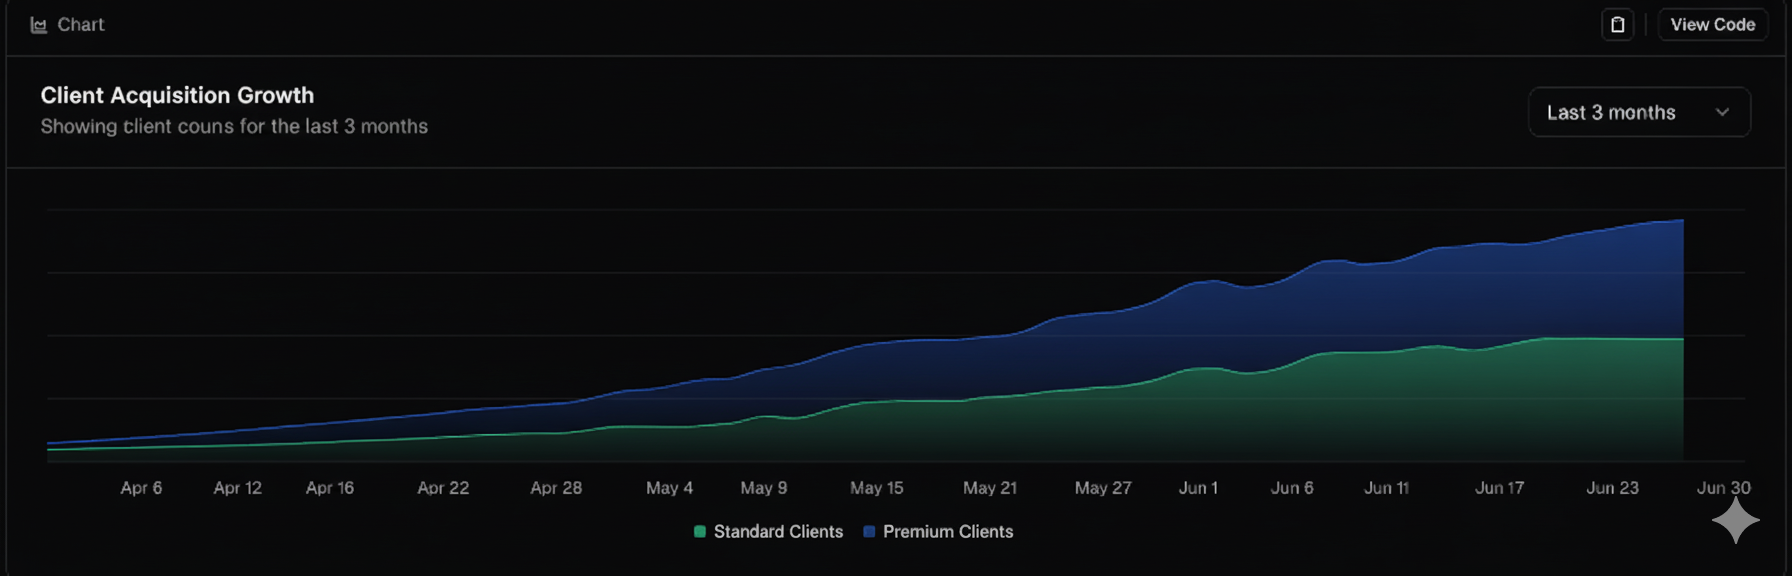 Chart
View Code
Client Acquisition Growth
Showing client couns for the last 3 months
Last 3 months
Apr 6 Apr 12 Apr 16 Apr 22 Apr 28 May 4 May 9 May 15 May 21 May 27 Jun 1 Jun 6 Jun 11 Jun 17 Jun 23 Jun 30
Standard Clients Premium Clients